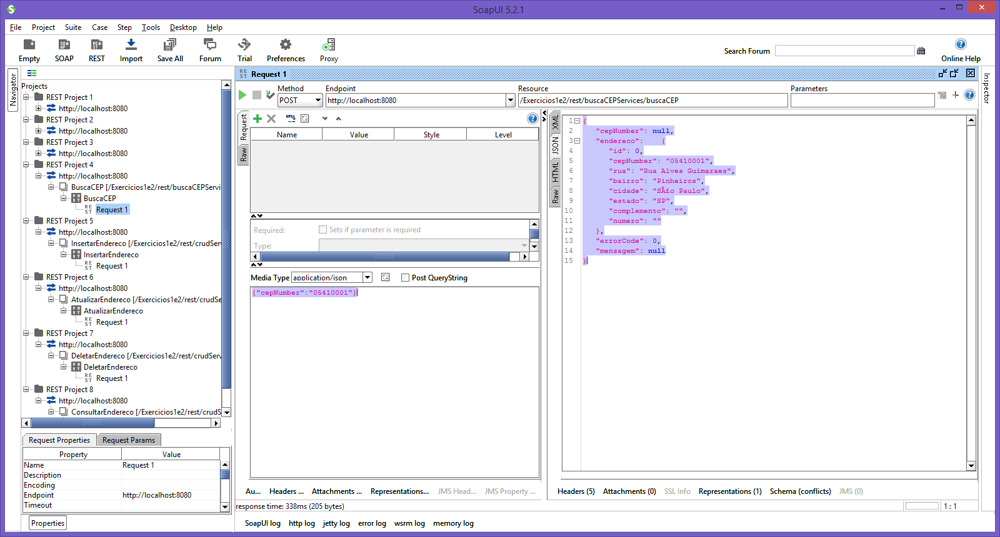 SoapUI 5.2.1
File Project Suite Case Step Tools Desktop Help
Empty SOAP REST Import Save All Forum Trial Preferences Proxy
Search Forum
Online Help
Navigator
Projects
REST Project 1
http://localhost:8080
REST Project 2
http://localhost:8080
REST Project 3
http://localhost:8080
REST Project 4
http://localhost:8080
BuscaCEP [/Exercicios1e2/rest/buscaCEPServi
BuscaCEP
Request 1
REST Project 5
http://localhost:8080
InsertarEndereco [/Exercicios1e2/rest/crudSer
InsertarEndereco
Request 1
REST Project 6
http://localhost:8080
AtualizarEndereco [/Exercicios1e2/rest/crudSe
AtualizarEndereco
Request 1
REST Project 7
http://localhost:8080
DeletarEndereco [/Exercicios1e2/rest/crudServ
DeletarEndereco
Request 1
REST Project 8
http://localhost:8080
ConsultarEndereco [/Exercicios1e2/rest/crudS
Request Properties Request Params
Property Value
Name Request 1
Description
Encoding
Endpoint http://localhost:8080
Timeout
Properties
REST Request 1
Method Endpoint Resource Parameters
POST http://localhost:8080 /Exercicios1e2/rest/buscaCEPServices/buscaCEP
Request
Raw
Name Value Style Level
Required: Sets if parameter is required
Type:
Media Type application/json Post QueryString
{"cepNumber":"05410001"}
Au... Headers ... Attachments ... Representations... JMS Head... JMS Property ...
XML
JSON
HTML
Raw
1 {
2 "cepNumber": null,
3 "endereco": {
4 "id": 0,
5 "cepNumber": "05410001",
6 "rua": "Rua Alves Guimaraes",
7 "bairro": "Pinheiros",
8 "cidade": "SÃ£o Paulo",
9 "estado": "SP",
10 "complemento": "",
11 "numero": ""
12 },
13 "errorCode": 0,
14 "mensagem": null
15 }
Headers (5) Attachments (0) SSL Info Representations (1) Schema (conflicts) JMS (0)
response time: 338ms (205 bytes)
1 : 1
SoapUI log http log jetty log error log wsrm log memory log
Inspector